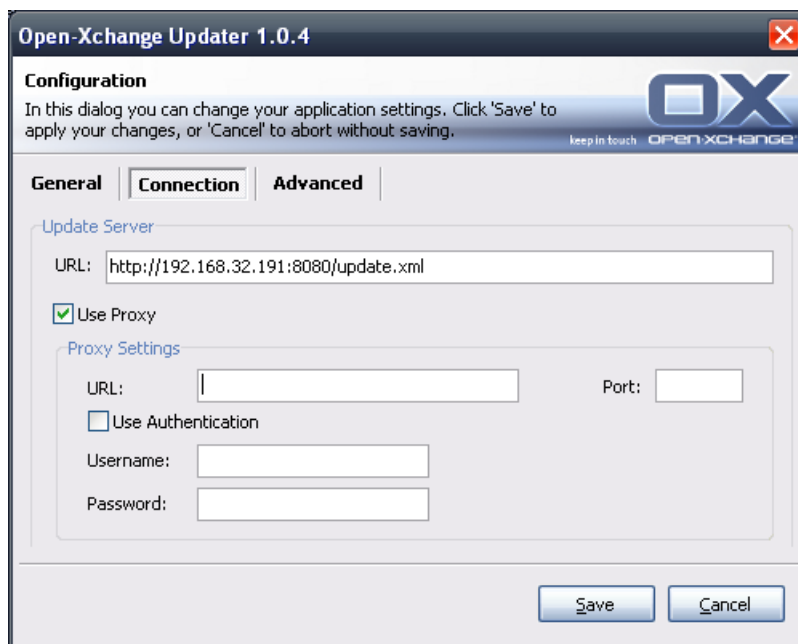 Open-Xchange Updater 1.0.4
Configuration
In this dialog you can change your application settings. Click 'Save' to
apply your changes, or 'Cancel' to abort without saving.
OX
keep in touch OPEN-XCHANGE
General Connection Advanced
Update Server
URL: http://192.168.32.191:8080/update.xml
Use Proxy
Proxy Settings
URL: Port:
Use Authentication
Username:
Password:
Save Cancel